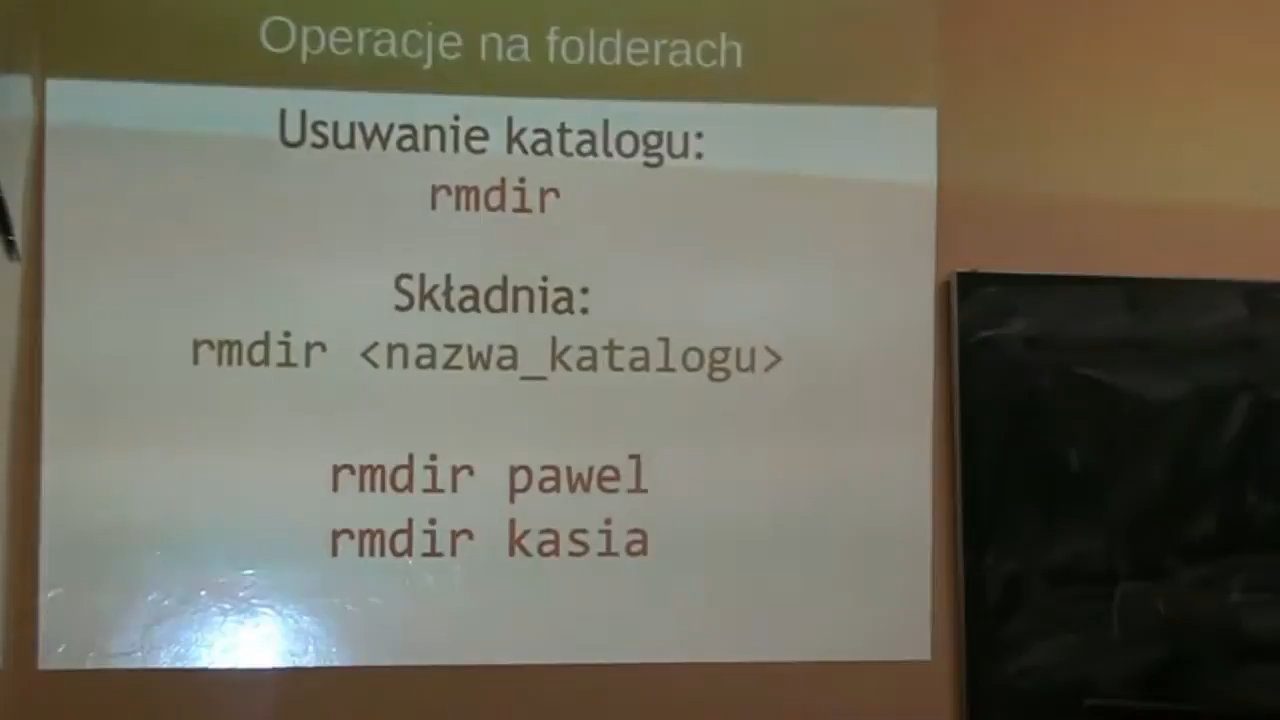 Operacje na folderach
Usuwanie katalogu:
rmdir
Składnia:
rmdir <nazwa_katalogu>
rmdir pawel
rmdir kasia